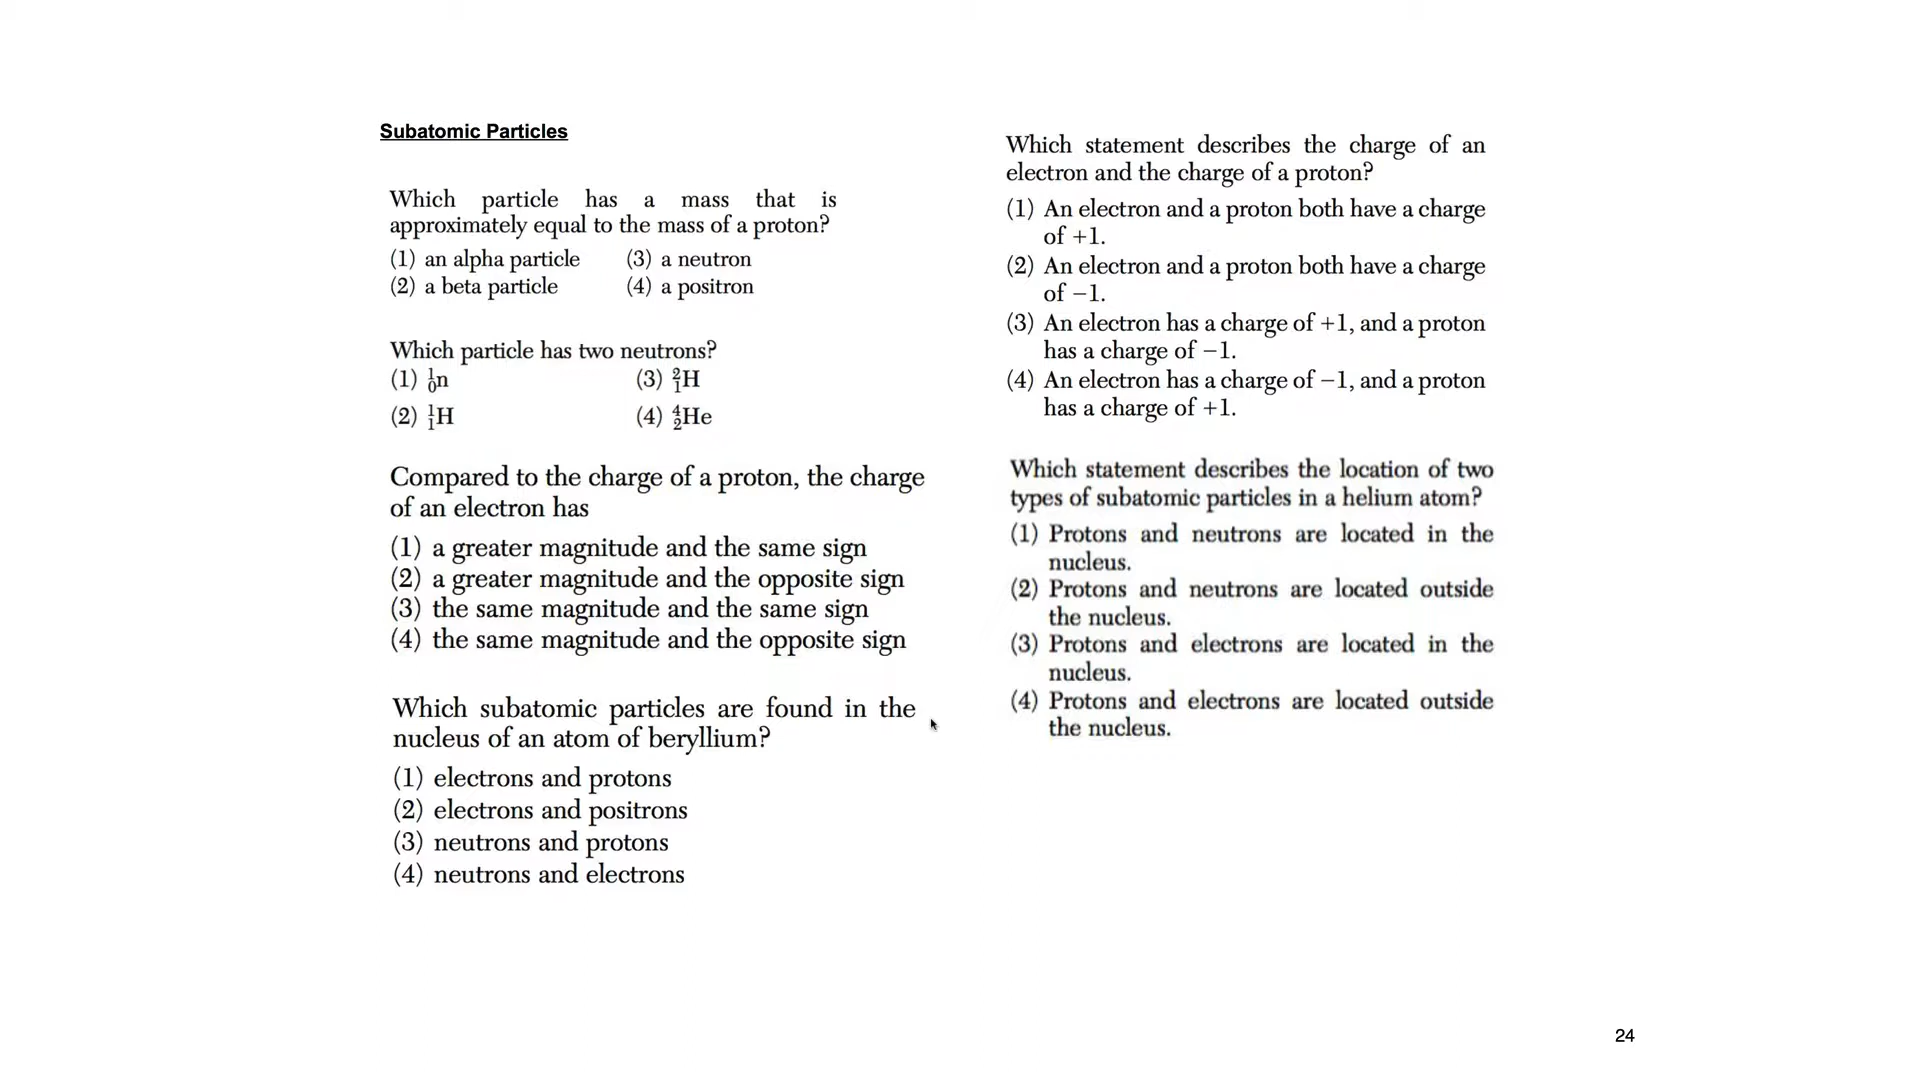 Subatomic Particles
Which particle has a mass that is
approximately equal to the mass of a proton?
(1) an alpha particle (3) a neutron
(2) a beta particle (4) a positron
Which particle has two neutrons?
(1) ¹₀n (3) ²₁H
(2) ¹₁H (4) ⁴₂He
Compared to the charge of a proton, the charge
of an electron has
(1) a greater magnitude and the same sign
(2) a greater magnitude and the opposite sign
(3) the same magnitude and the same sign
(4) the same magnitude and the opposite sign
Which subatomic particles are found in the
nucleus of an atom of beryllium?
(1) electrons and protons
(2) electrons and positrons
(3) neutrons and protons
(4) neutrons and electrons
Which statement describes the charge of an
electron and the charge of a proton?
(1) An electron and a proton both have a charge
of +1.
(2) An electron and a proton both have a charge
of −1.
(3) An electron has a charge of +1, and a proton
has a charge of −1.
(4) An electron has a charge of −1, and a proton
has a charge of +1.
Which statement describes the location of two
types of subatomic particles in a helium atom?
(1) Protons and neutrons are located in the
nucleus.
(2) Protons and neutrons are located outside
the nucleus.
(3) Protons and electrons are located in the
nucleus.
(4) Protons and electrons are located outside
the nucleus.
24